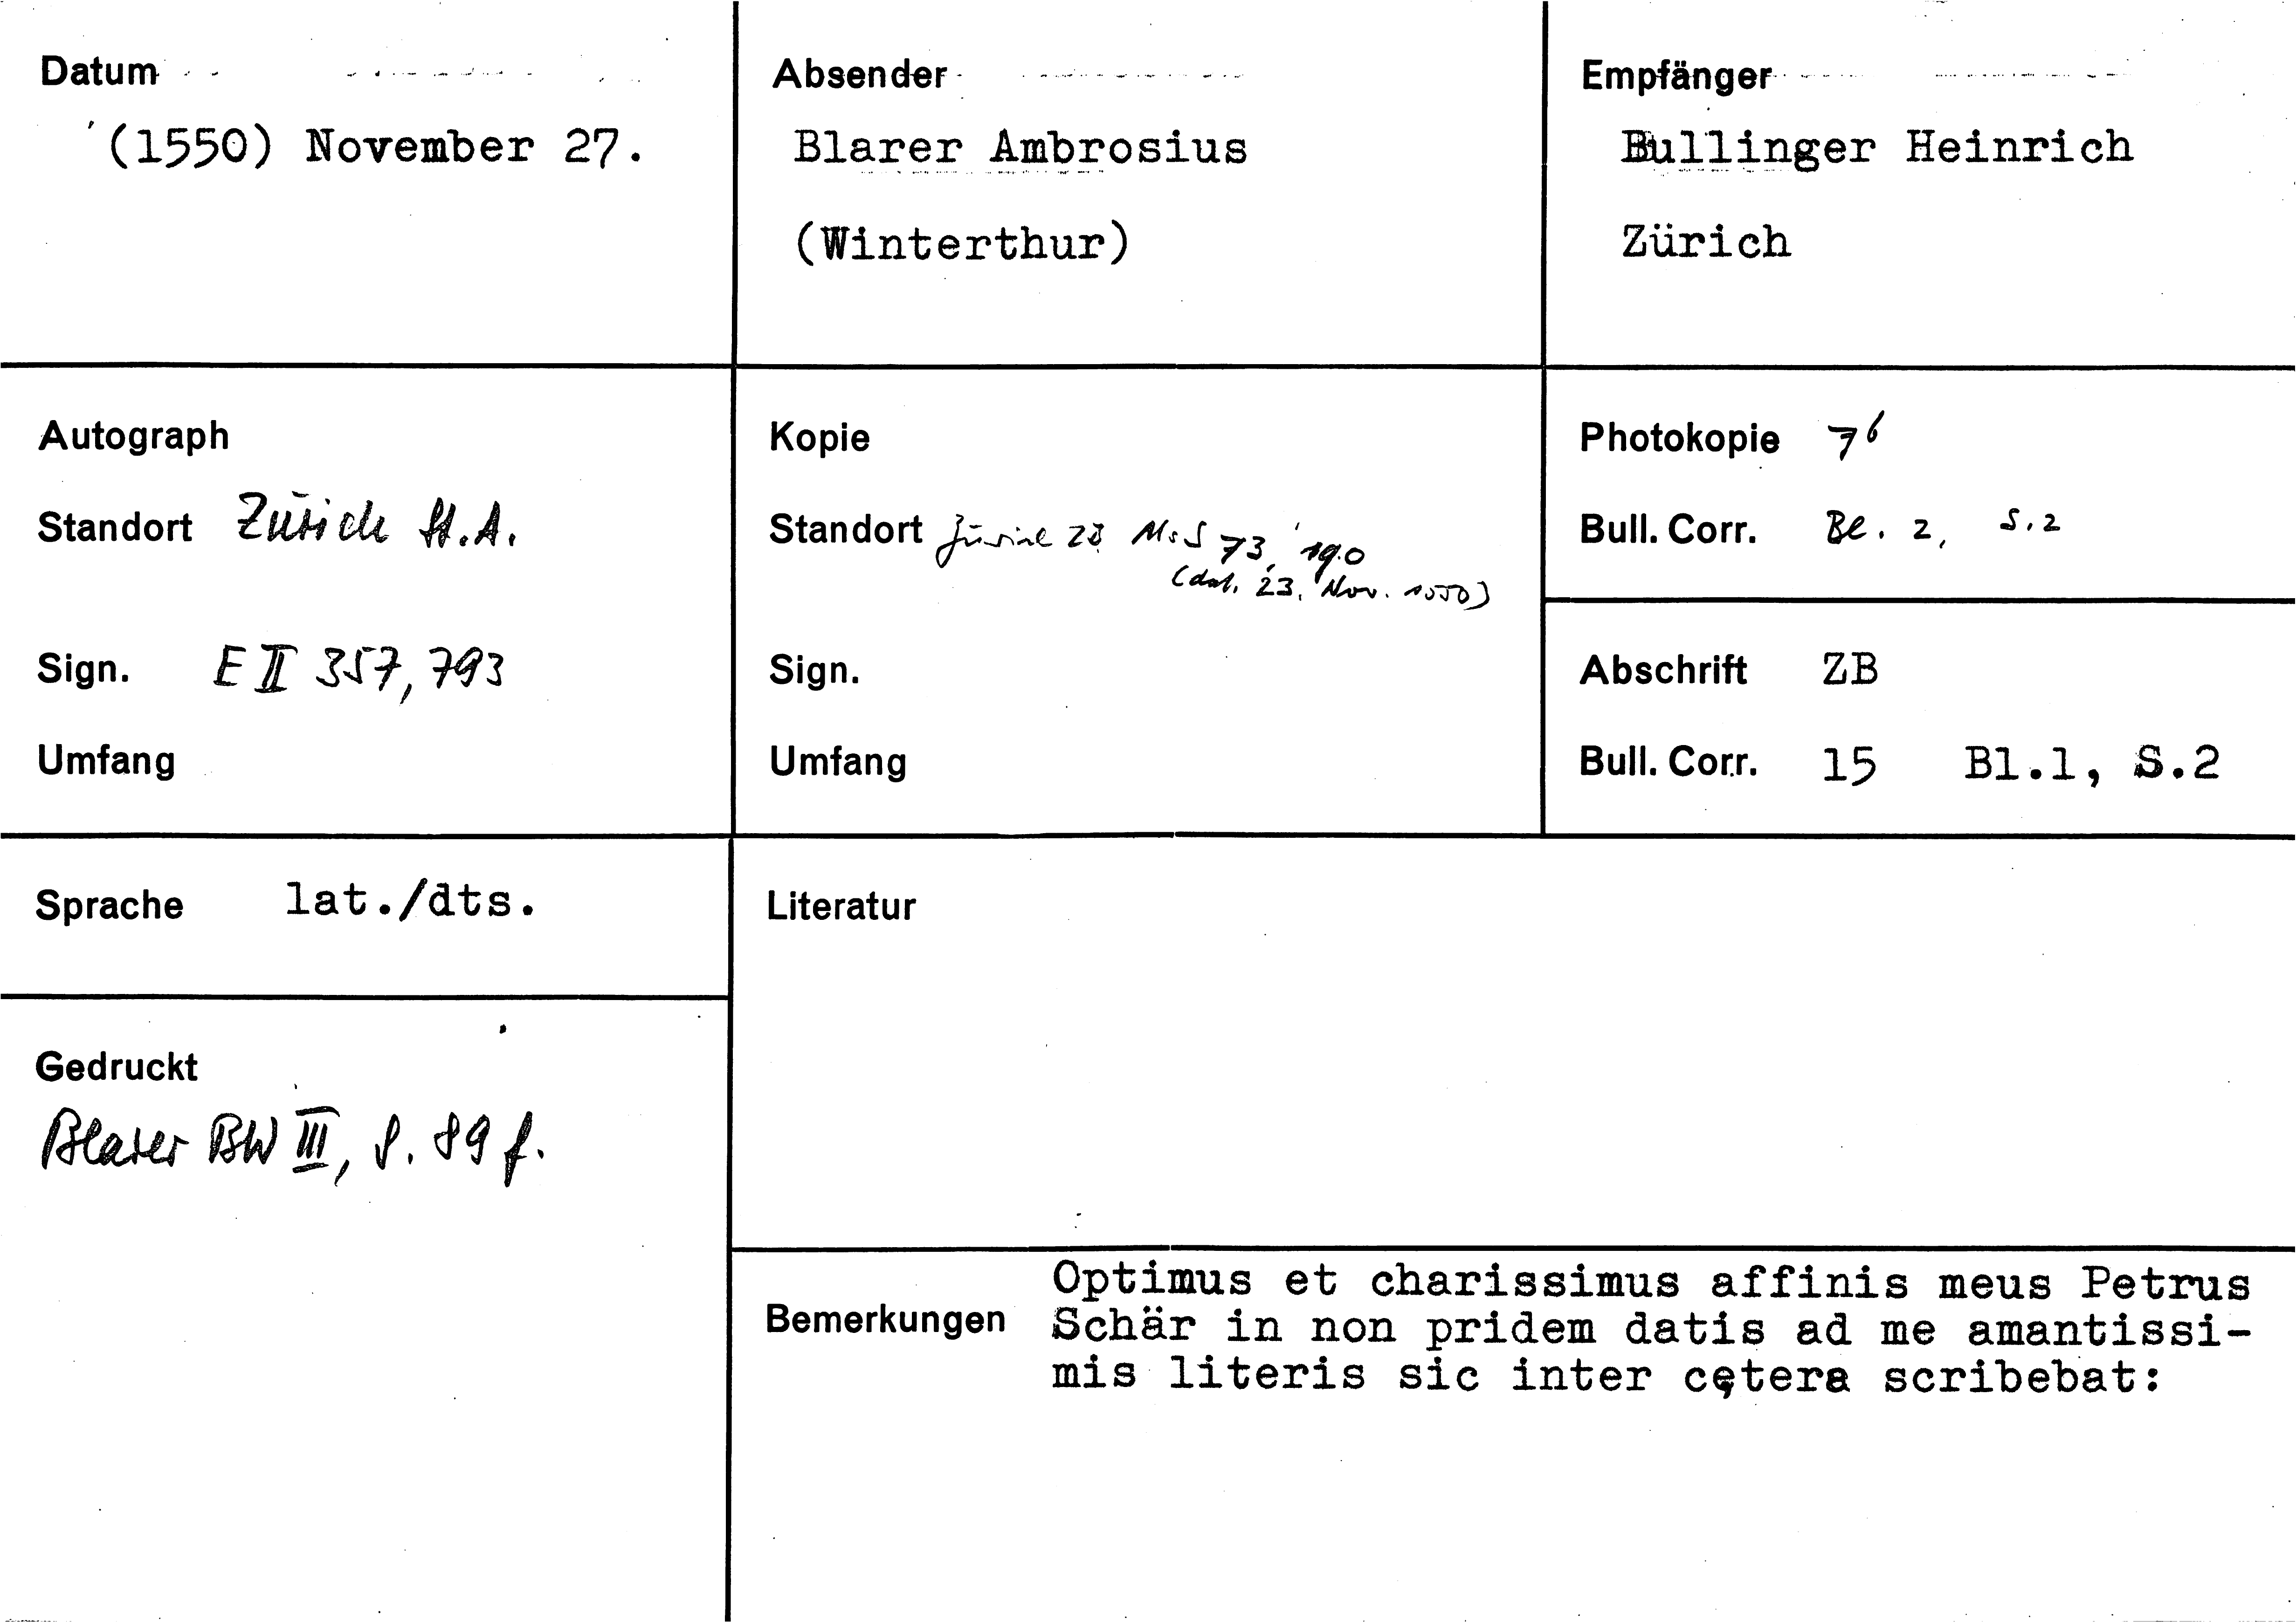 Datum
(1550) November 27.
Absender
Blarer Ambrosius
(Winterthur)
Empfänger
Bullinger Heinrich
Zürich
Autograph
Standort Zürich St.A.
Sign. E II 357, 793
Umfang
Kopie
Standort Zürich ZB MsS 73, 190
(dat. 23. Nov. 1550)
Sign.
Umfang
Photokopie 76
Bull. Corr. Bl. 2, S.2
Abschrift ZB
Bull. Corr. 15 Bl.1, S.2
Sprache lat./dts.
Gedruckt
Blarer BW III, S. 89 f.
Literatur
Bemerkungen
Optimus et charissimus affinis meus Petrus
Schär in non pridem datis ad me amantissi-
mis literis sic inter cętera scribebat: